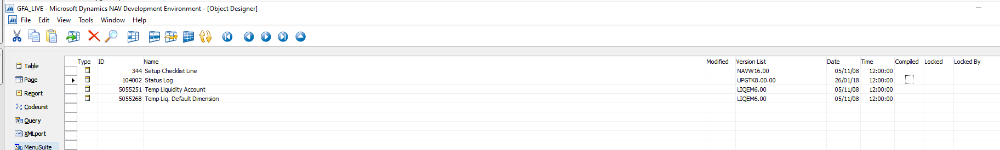 GFA_LIVE - Microsoft Dynamics NAV Development Environment - [Object Designer]
File Edit View Tools Window Help
Type ID Name Modified Version List Date Time Compiled Locked Locked By
344 Setup Checklist Line NAVW16.00 05/11/08 12:00:00
104002 Status Log UPGTK8.00.00 26/01/18 12:00:00
5055251 Temp Liquidity Account LIQEM6.00 05/11/08 12:00:00
5055268 Temp Liq. Default Dimension LIQEM6.00 05/11/08 12:00:00
Table
Page
Report
Codeunit
Query
XMLport
MenuSuite